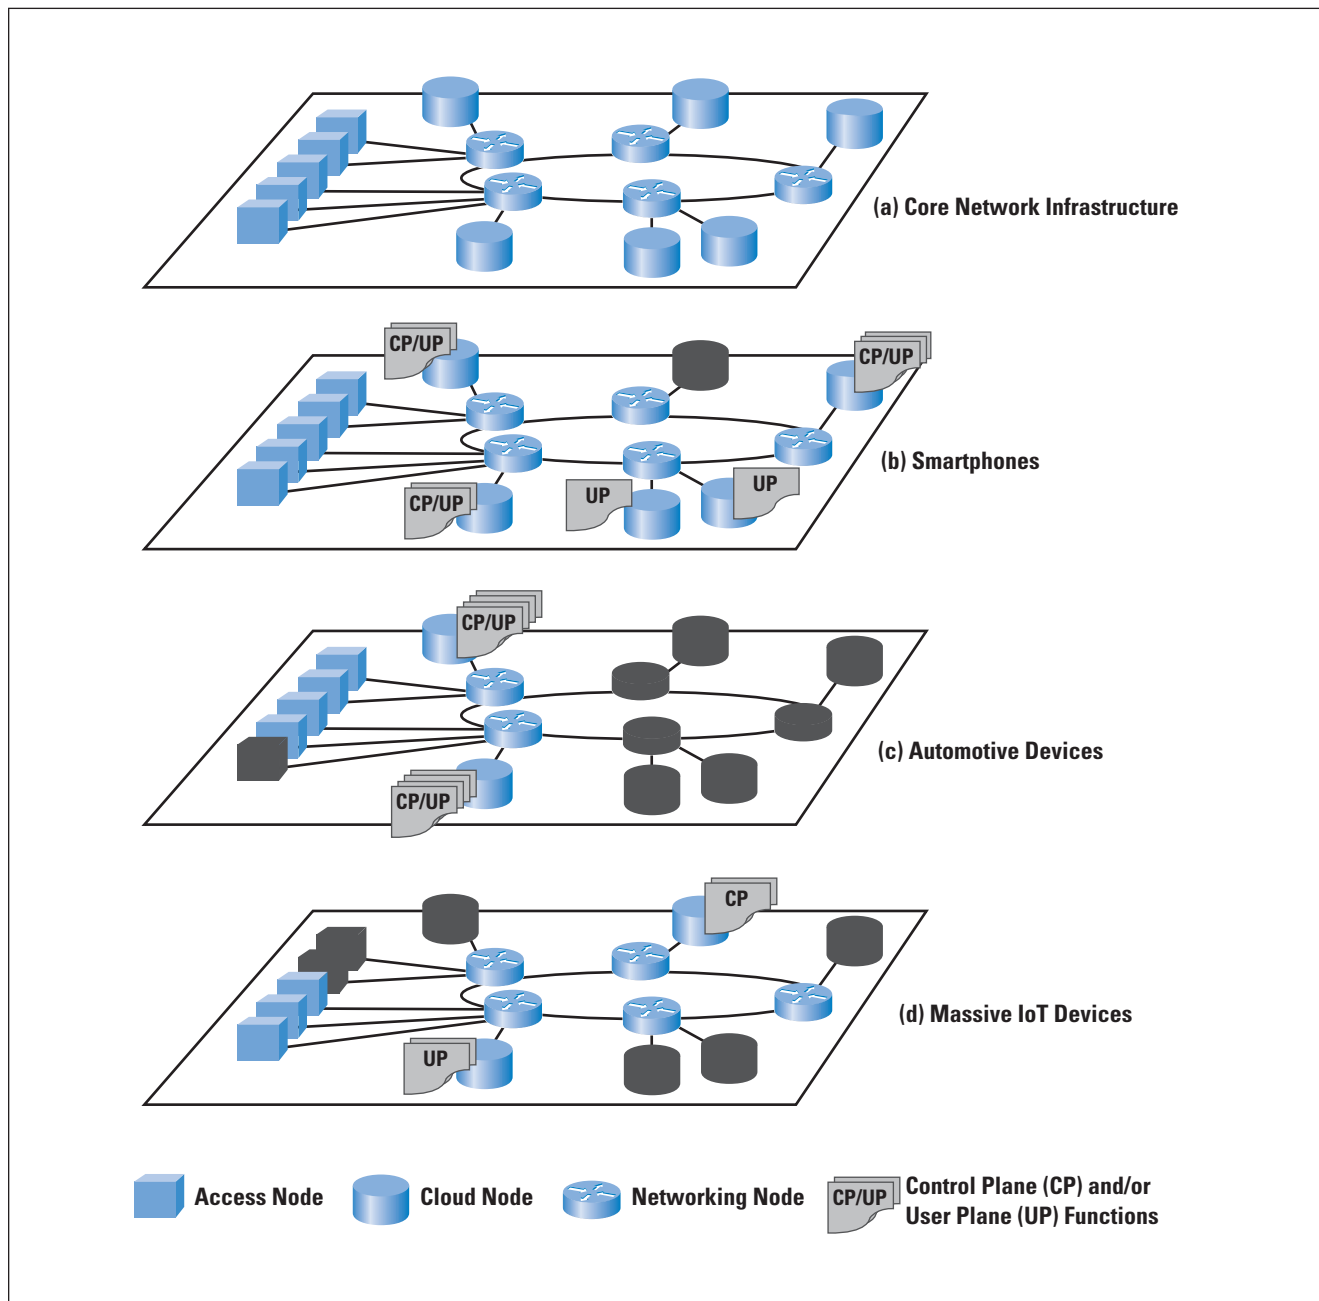 (a) Core Network Infrastructure
CP/UP
CP/UP
(b) Smartphones
CP/UP
UP
UP
CP/UP
(c) Automotive Devices
CP/UP
CP
(d) Massive IoT Devices
UP
Access Node
Cloud Node
Networking Node
CP/UP
Control Plane (CP) and/or
User Plane (UP) Functions